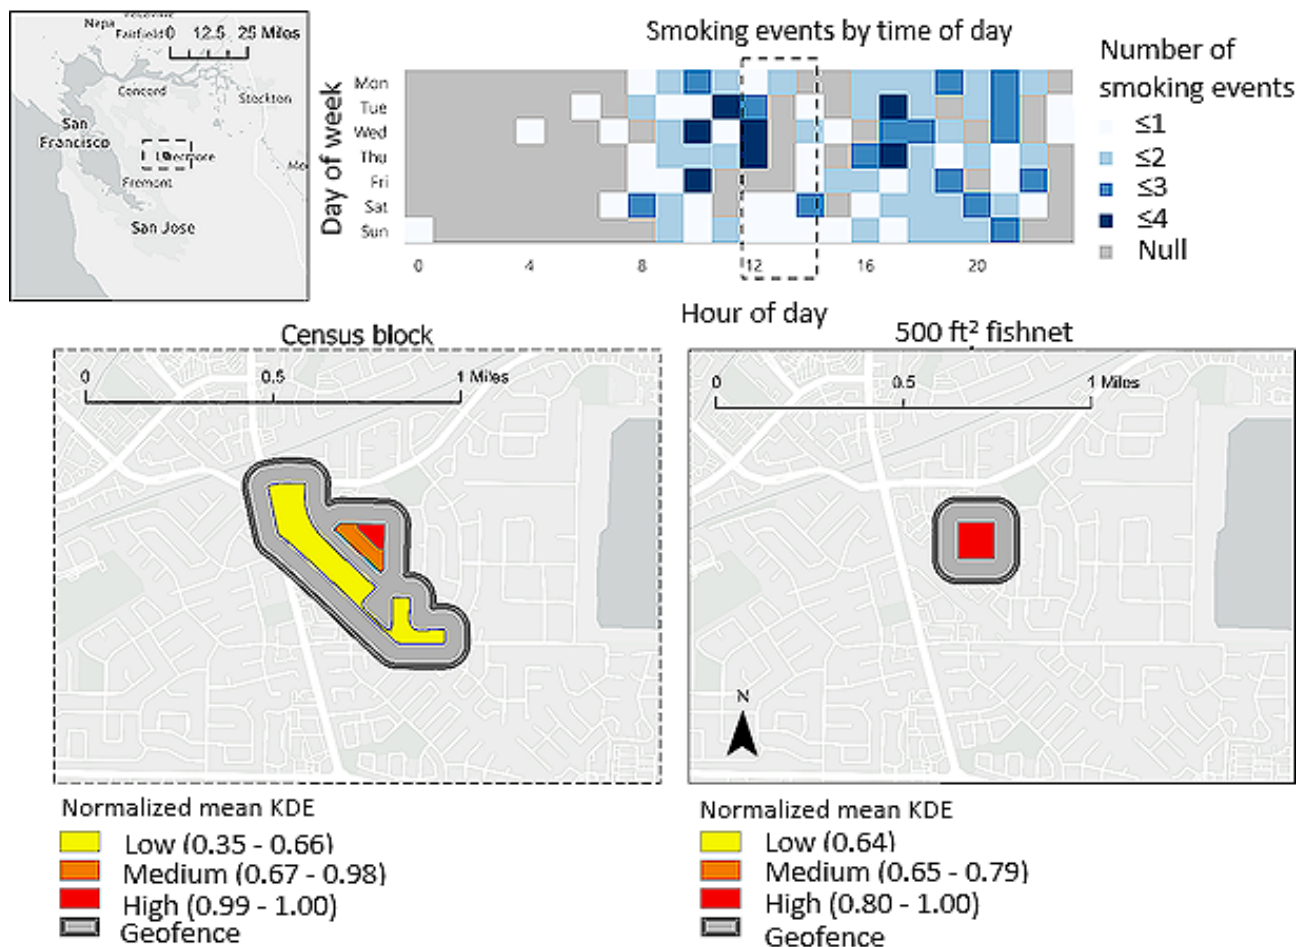 Napa
Fairfield
0 12.5 25 Miles
Concord
Stockton
San
Francisco
Livermore
Fremont
San Jose
Smoking events by time of day
Day of week
Mon
Tue
Wed
Thu
Fri
Sat
Sun
0 4 8 12 16 20
Hour of day
Number of
smoking events
≤1
≤2
≤3
≤4
Null
Census block
0 0.5 1 Miles
500 ft² fishnet
0 0.5 1 Miles
N
Normalized mean KDE
Low (0.35 - 0.66)
Medium (0.67 - 0.98)
High (0.99 - 1.00)
Geofence
Normalized mean KDE
Low (0.64)
Medium (0.65 - 0.79)
High (0.80 - 1.00)
Geofence